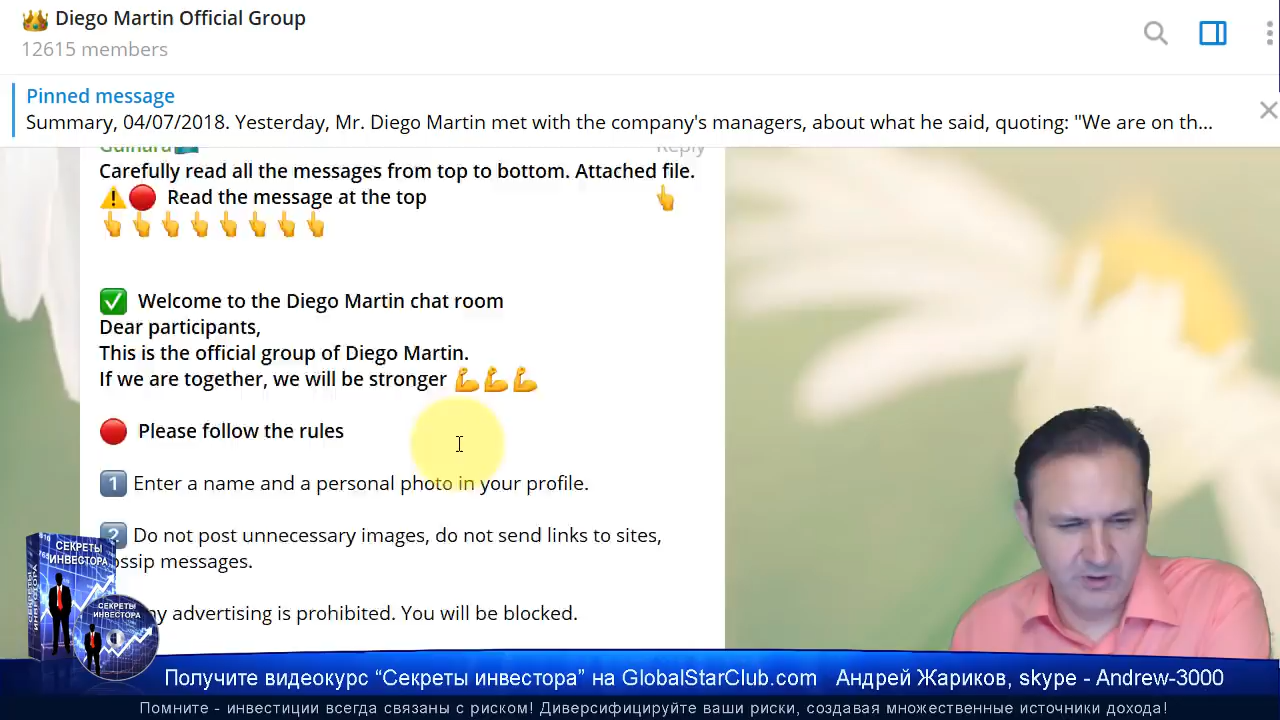 Diego Martin Official Group
12615 members
Pinned message
Summary, 04/07/2018. Yesterday, Mr. Diego Martin met with the company's managers, about what he said, quoting: "We are on th...
Gulnara
Reply
Carefully read all the messages from top to bottom. Attached file.
⚠️🔴 Read the message at the top 👆
👆👆👆👆👆👆👆👆
✅ Welcome to the Diego Martin chat room
Dear participants,
This is the official group of Diego Martin.
If we are together, we will be stronger 💪💪💪
🔴 Please follow the rules
1️⃣ Enter a name and a personal photo in your profile.
2️⃣ Do not post unnecessary images, do not send links to sites,
messages.
advertising is prohibited. You will be blocked.
СЕКРЕТЫ
ИНВЕСТОРА
СЕКРЕТЫ
ИНВЕСТОРА
СЕКРЕТЫ ИНВЕСТОРА
Получите видеокурс “Секреты инвестора” на GlobalStarClub.com Андрей Жариков, skype - Andrew-3000
Помните - инвестиции всегда связаны с риском! Диверсифицируйте ваши риски, создавая множественные источники дохода!